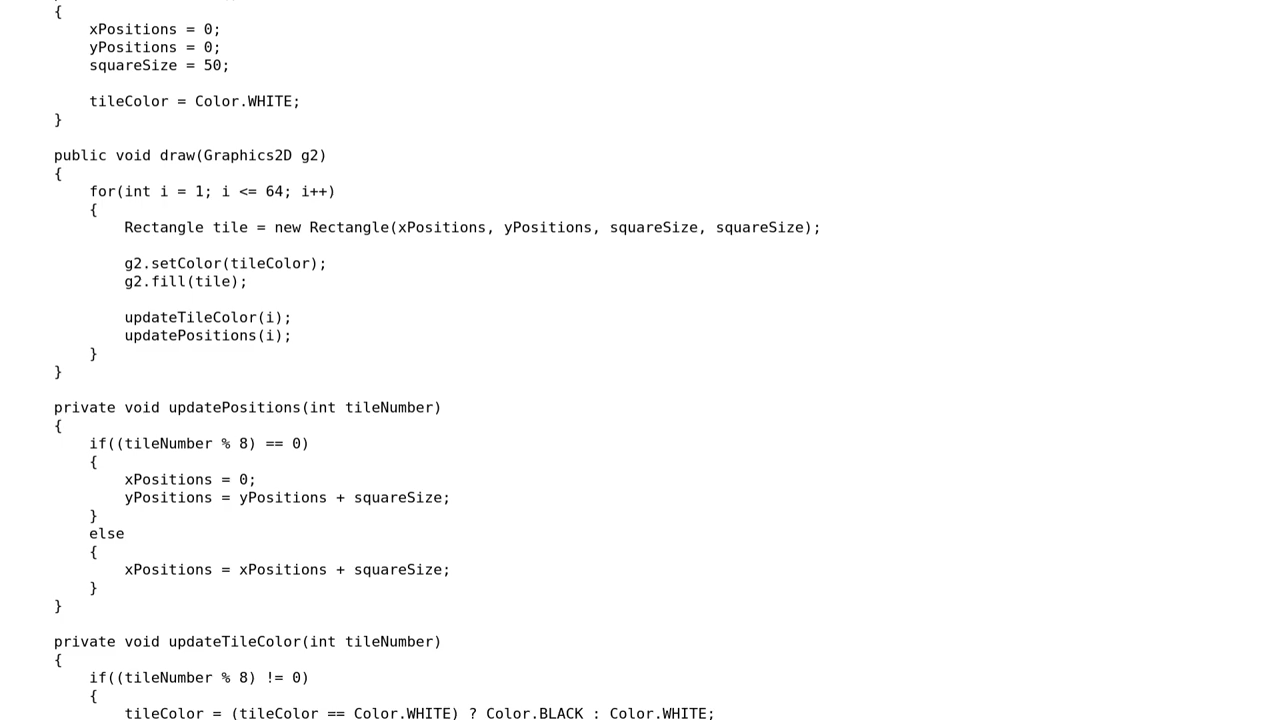 {
xPositions = 0;
yPositions = 0;
squareSize = 50;
tileColor = Color.WHITE;
}
public void draw(Graphics2D g2)
{
for(int i = 1; i <= 64; i++)
{
Rectangle tile = new Rectangle(xPositions, yPositions, squareSize, squareSize);
g2.setColor(tileColor);
g2.fill(tile);
updateTileColor(i);
updatePositions(i);
}
}
private void updatePositions(int tileNumber)
{
if((tileNumber % 8) == 0)
{
xPositions = 0;
yPositions = yPositions + squareSize;
}
else
{
xPositions = xPositions + squareSize;
}
}
private void updateTileColor(int tileNumber)
{
if((tileNumber % 8) != 0)
{
tileColor = (tileColor == Color.WHITE) ? Color.BLACK : Color.WHITE;